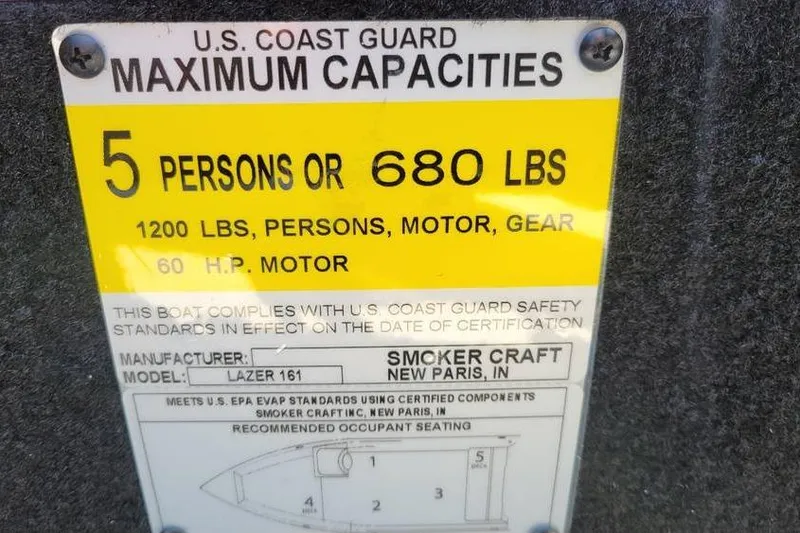 U.S. COAST GUARD
MAXIMUM CAPACITIES
5 PERSONS OR 680 LBS
1200 LBS, PERSONS, MOTOR, GEAR
60 H.P. MOTOR
THIS BOAT COMPLIES WITH U.S. COAST GUARD SAFETY
STANDARDS IN EFFECT ON THE DATE OF CERTIFICATION
MANUFACTURER: SMOKER CRAFT
MODEL: LAZER 161 NEW PARIS, IN
MEETS U.S. EPA EVAP STANDARDS USING CERTIFIED COMPONENTS
SMOKER CRAFT INC, NEW PARIS, IN
RECOMMENDED OCCUPANT SEATING
1
5
4
2
3